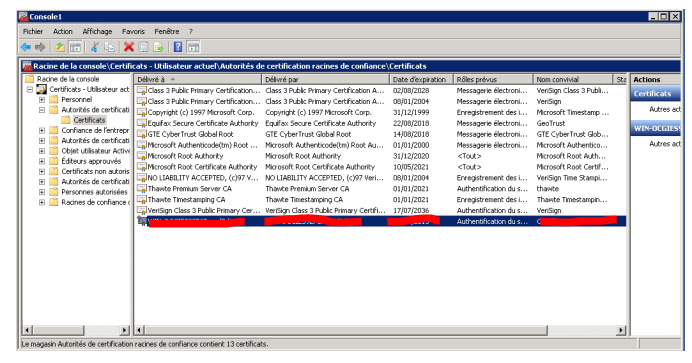 Console1
Fichier Action Affichage Favoris Fenêtre ?
Racine de la console\Certificats - Utilisateur actuel\Autorités de certification racines de confiance\Certificats
Racine de la console
Certificats - Utilisateur act
Personnel
Autorités de certificati
Certificats
Confiance de l'entrepr
Autorités de certificati
Objet utilisateur Active
Éditeurs approuvés
Certificats non autoris
Autorités de certificati
Personnes autorisées
Racines de confiance
Délivré à Délivré par Date d'expiration Rôles prévus Nom convivial Sta
Class 3 Public Primary Certification... Class 3 Public Primary Certification A... 02/08/2028 Messagerie électroni... VeriSign Class 3 Publi...
Class 3 Public Primary Certification... Class 3 Public Primary Certification A... 08/01/2004 Messagerie électroni... VeriSign
Copyright (c) 1997 Microsoft Corp. Copyright (c) 1997 Microsoft Corp. 31/12/1999 Enregistrement des i... Microsoft Timestamp ...
Equifax Secure Certificate Authority Equifax Secure Certificate Authority 22/08/2018 Messagerie électroni... GeoTrust
GTE CyberTrust Global Root GTE CyberTrust Global Root 14/08/2018 Messagerie électroni... GTE CyberTrust Glob...
Microsoft Authenticode(tm) Root ... Microsoft Authenticode(tm) Root Au... 01/01/2000 Messagerie électroni... Microsoft Authentico...
Microsoft Root Authority Microsoft Root Authority 31/12/2020 <Tout> Microsoft Root Auth...
Microsoft Root Certificate Authority Microsoft Root Certificate Authority 10/05/2021 <Tout> Microsoft Root Certif...
NO LIABILITY ACCEPTED, (c)97 V... NO LIABILITY ACCEPTED, (c)97 Veri... 08/01/2004 Enregistrement des i... VeriSign Time Stampi...
Thawte Premium Server CA Thawte Premium Server CA 01/01/2021 Authentification du s... thawte
Thawte Timestamping CA Thawte Timestamping CA 01/01/2021 Enregistrement des i... Thawte Timestampin...
VeriSign Class 3 Public Primary Cer... VeriSign Class 3 Public Primary Certifi... 17/07/2036 Authentification du s... VeriSign
Authentification du s...
Actions
Certificats
Autres act
Autres act
Le magasin Autorités de certification racines de confiance contient 13 certificats.